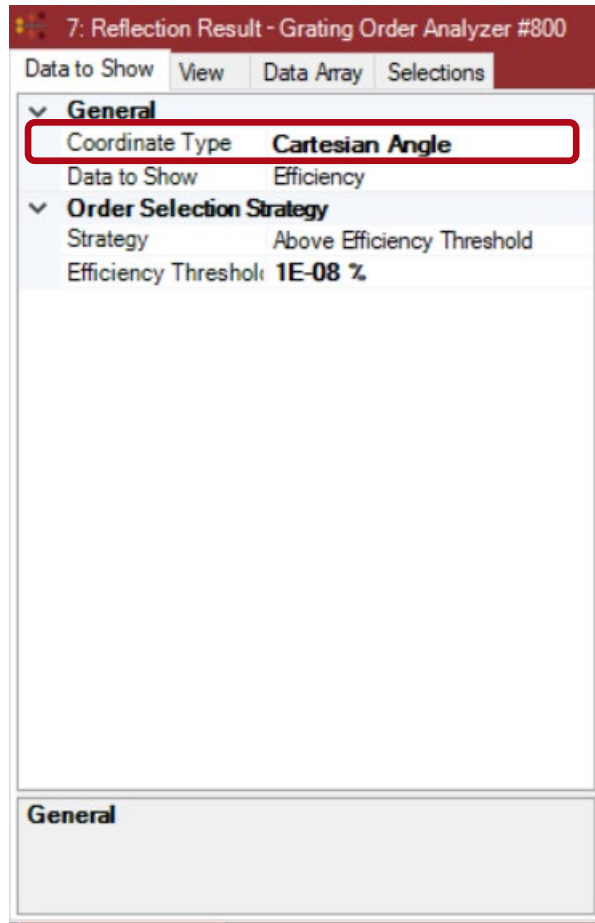 7: Reflection Result - Grating Order Analyzer #800
Data to Show View Data Array Selections
General
Coordinate Type Cartesian Angle
Data to Show Efficiency
Order Selection Strategy
Strategy Above Efficiency Threshold
Efficiency Threshol 1E-08 %
General